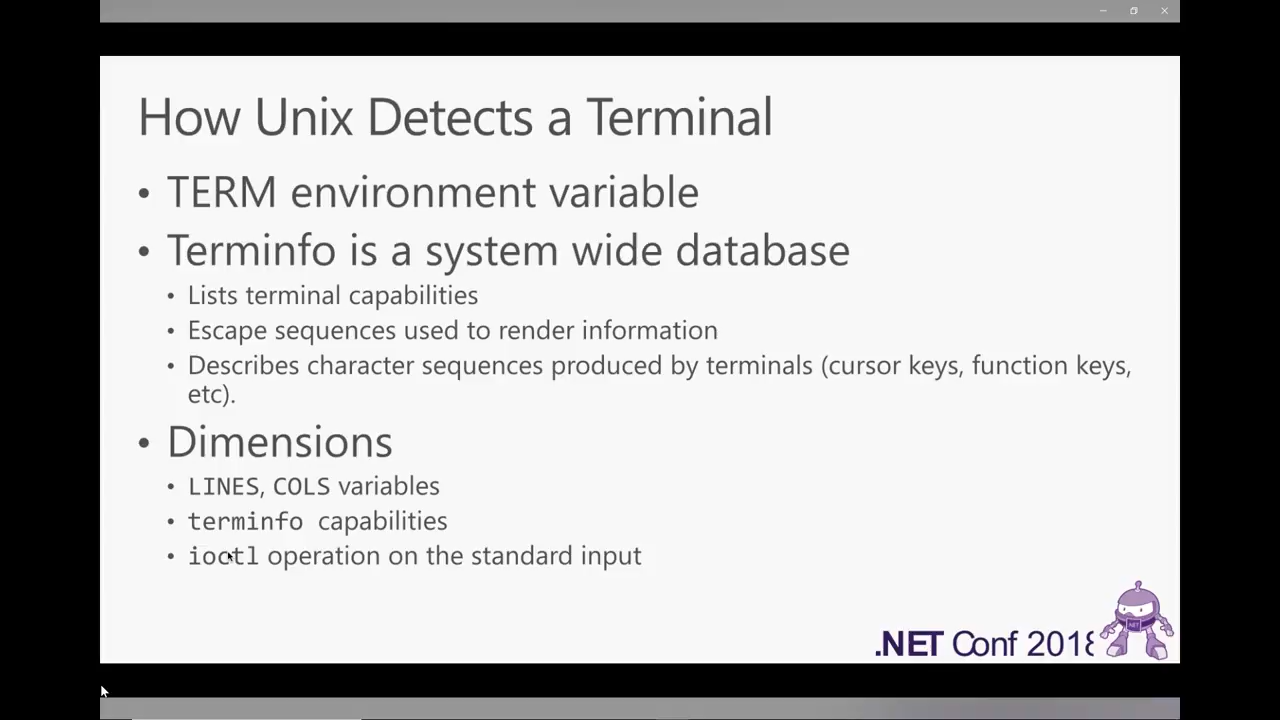 How Unix Detects a Terminal
• TERM environment variable
• Terminfo is a system wide database
• Lists terminal capabilities
• Escape sequences used to render information
• Describes character sequences produced by terminals (cursor keys, function keys,
etc).
• Dimensions
• LINES, COLS variables
• terminfo capabilities
• ioctl operation on the standard input
.NET Conf 2018
.NET